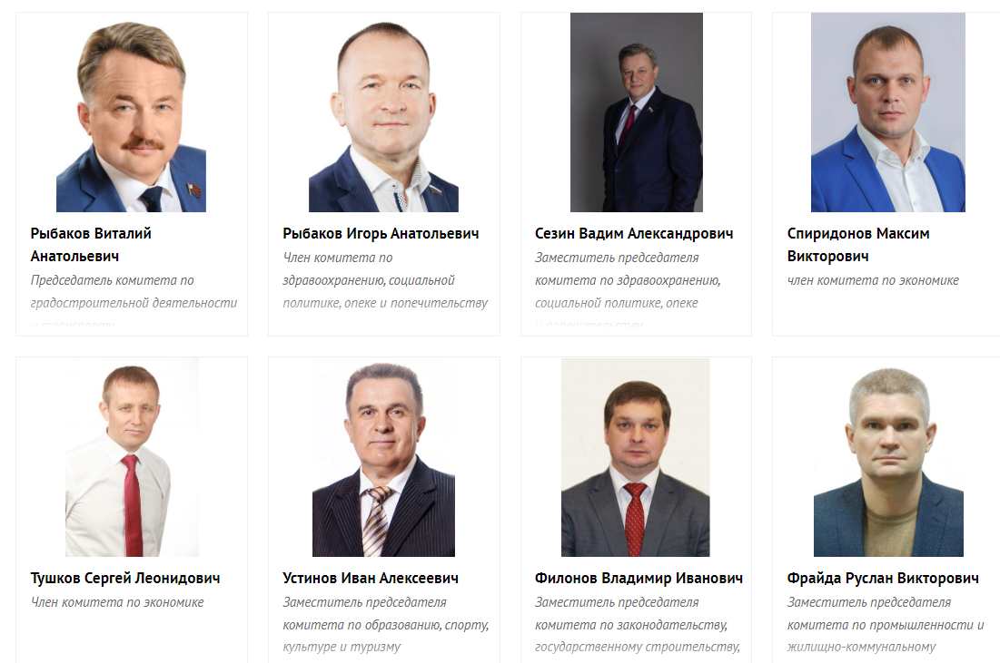 Рыбаков Виталий
Анатольевич
Председатель комитета по
градостроительной деятельности
и транспорту
Рыбаков Игорь Анатольевич
Член комитета по
здравоохранению, социальной
политике, опеке и попечительству
Сезин Вадим Александрович
Заместитель председателя
комитета по здравоохранению,
социальной политике, опеке
и попечительству
Спиридонов Максим
Викторович
член комитета по экономике
Тушков Сергей Леонидович
Член комитета по экономике
Устинов Иван Алексеевич
Заместитель председателя
комитета по образованию, спорту,
культуре и туризму
Филонов Владимир Иванович
Заместитель председателя
комитета по законодательству,
государственному строительству,
Фрайда Руслан Викторович
Заместитель председателя
комитета по промышленности и
жилищно-коммунальному